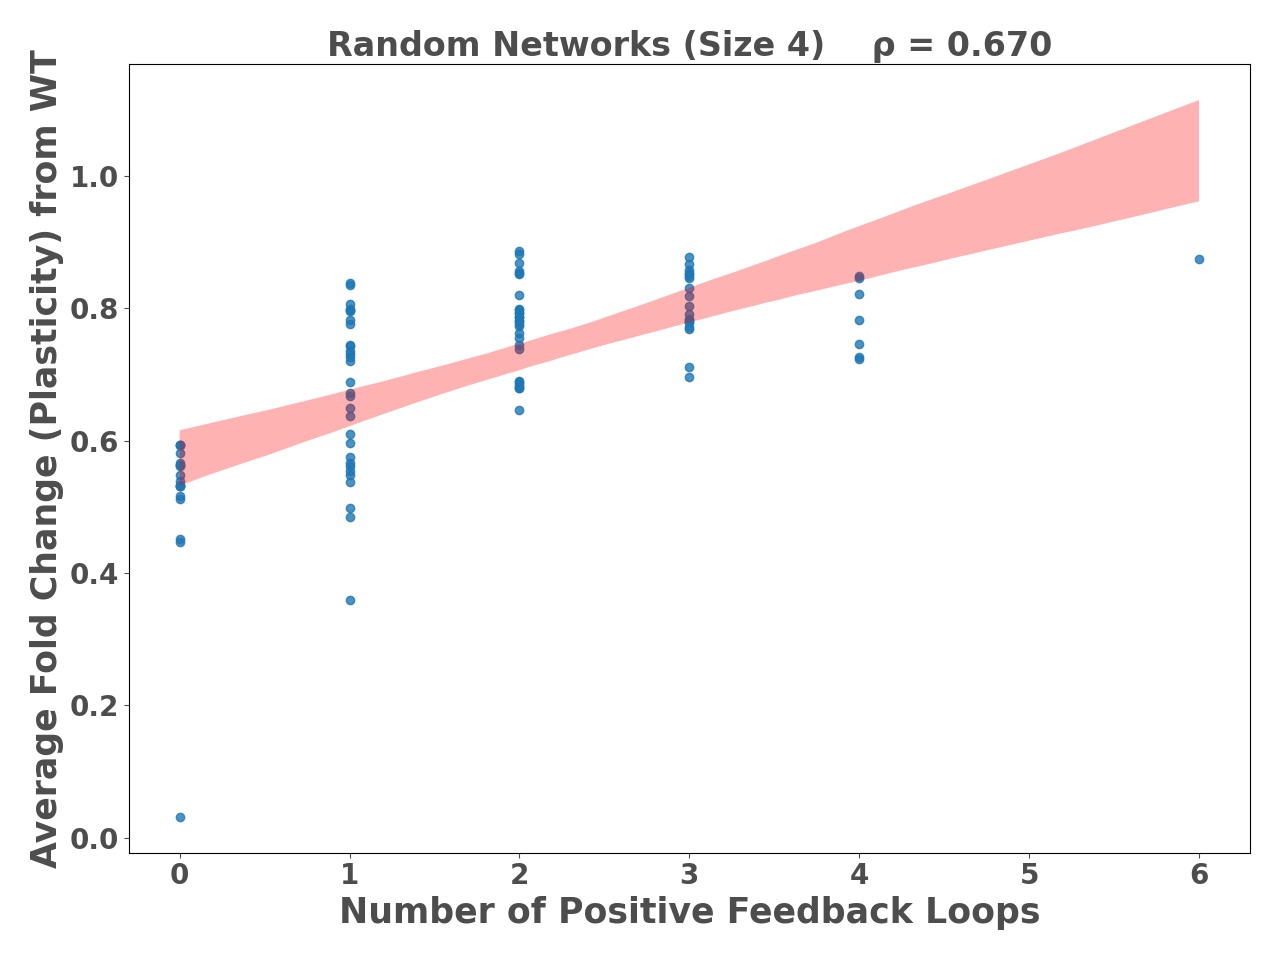 Random Networks (Size 4)    ρ = 0.670
Average Fold Change (Plasticity) from WT
1.0
0.8
0.6
0.4
0.2
0.0
0 1 2 3 4 5 6
Number of Positive Feedback Loops